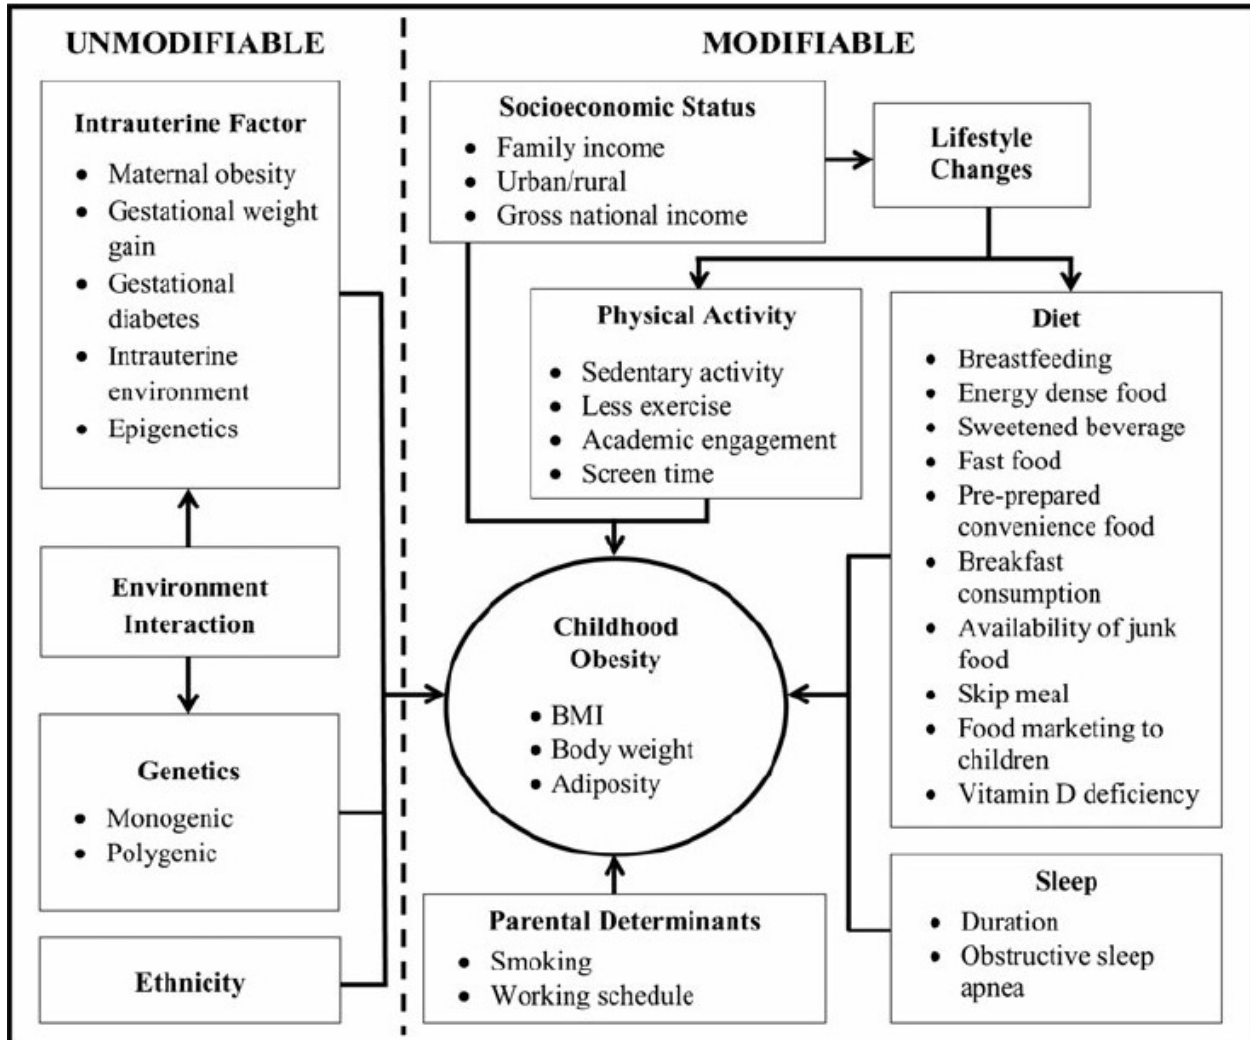 UNMODIFIABLE
Intrauterine Factor
• Maternal obesity
• Gestational weight
gain
• Gestational
diabetes
• Intrauterine
environment
• Epigenetics
Environment
Interaction
Genetics
• Monogenic
• Polygenic
Ethnicity
MODIFIABLE
Socioeconomic Status
• Family income
• Urban/rural
• Gross national income
Lifestyle
Changes
Physical Activity
• Sedentary activity
• Less exercise
• Academic engagement
• Screen time
Diet
• Breastfeeding
• Energy dense food
• Sweetened beverage
• Fast food
• Pre-prepared
convenience food
• Breakfast
consumption
• Availability of junk
food
• Skip meal
• Food marketing to
children
• Vitamin D deficiency
Childhood
Obesity
• BMI
• Body weight
• Adiposity
Parental Determinants
• Smoking
• Working schedule
Sleep
• Duration
• Obstructive sleep
apnea